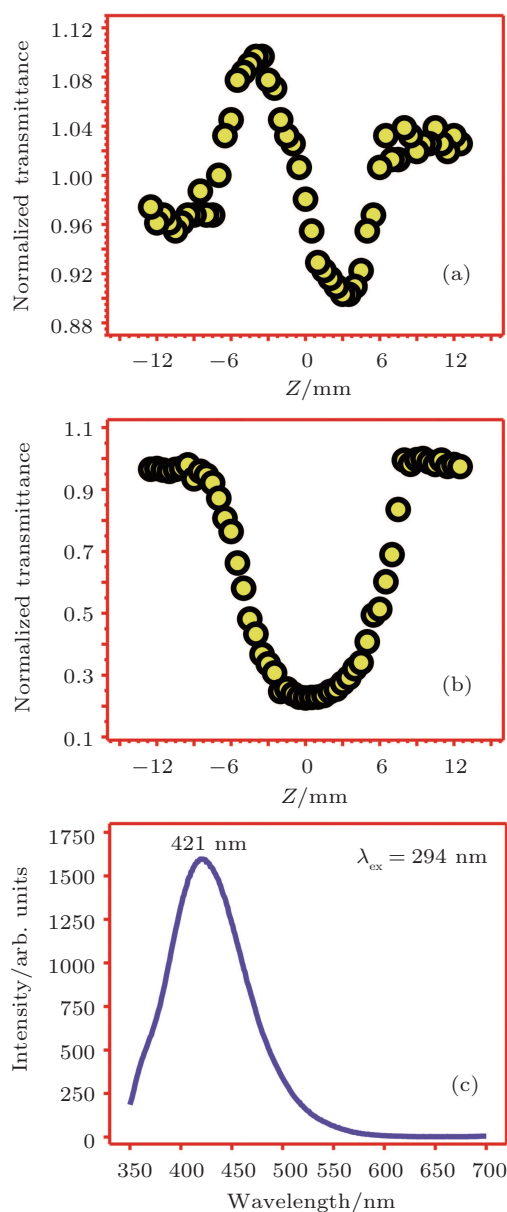 1.12
1.08
1.04
1.00
0.96
0.92
0.88
Normalized transmittance
(a)
−12 −6 0 6 12
Z/mm
1.1
0.9
0.7
0.5
0.3
0.1
Normalized transmittance
(b)
−12 −6 0 6 12
Z/mm
1750
1500
1250
1000
750
500
250
0
Intensity/arb. units
421 nm
λex = 294 nm
(c)
350 400 450 500 550 600 650 700
Wavelength/nm